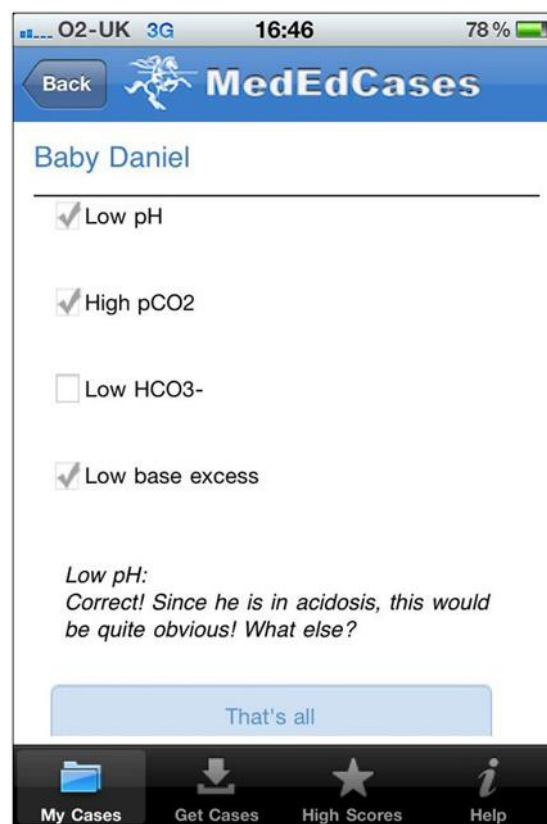 O2-UK 3G 16:46 78%
Back MedEdCases
Baby Daniel
Low pH
High pCO2
Low HCO3-
Low base excess
Low pH:
Correct! Since he is in acidosis, this would
be quite obvious! What else?
That's all
My Cases Get Cases High Scores Help